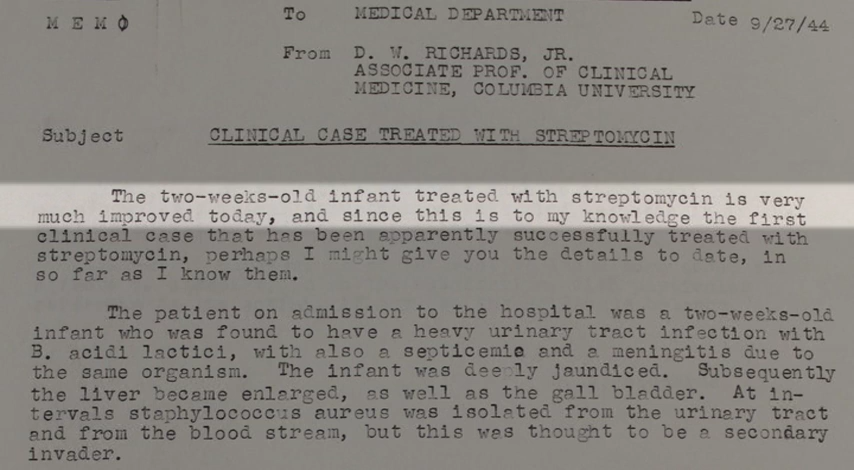 MEMO
To MEDICAL DEPARTMENT
Date 9/27/44
From D. W. RICHARDS, JR.
ASSOCIATE PROF. OF CLINICAL
MEDICINE, COLUMBIA UNIVERSITY
Subject CLINICAL CASE TREATED WITH STREPTOMYCIN
The two-weeks-old infant treated with streptomycin is very
much improved today, and since this is to my knowledge the first
clinical case that has been apparently successfully treated with
streptomycin, perhaps I might give you the details to date, in
so far as I know them.
The patient on admission to the hospital was a two-weeks-old
infant who was found to have a heavy urinary tract infection with
B. acidi lactici, with also a septicemia and a meningitis due to
the same organism. The infant was deeply jaundiced. Subsequently
the liver became enlarged, as well as the gall bladder. At in-
tervals staphylococcus aureus was isolated from the urinary tract
and from the blood stream, but this was thought to be a secondary
invader.